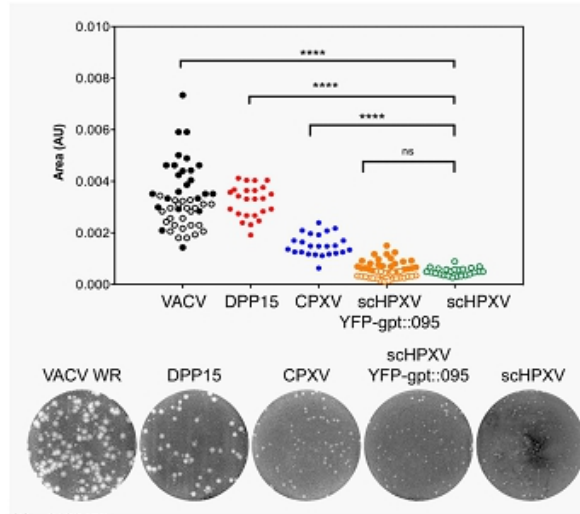 0.010
0.008
0.006
0.004
0.002
0.000
Area (AU)
****
****
****
ns
VACV DPP15 CPXV scHPXV scHPXV
YFP-gpt::095
scHPXV
VACV WR DPP15 CPXV YFP-gpt::095 scHPXV